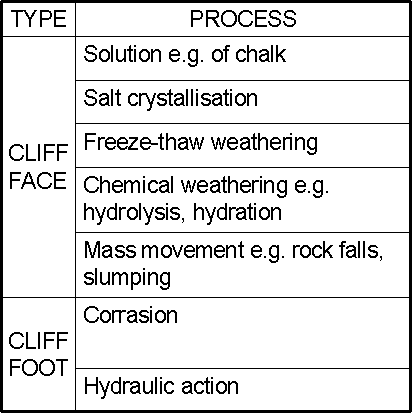 TYPE PROCESS
CLIFF FACE
Solution e.g. of chalk
Salt crystallisation
Freeze-thaw weathering
Chemical weathering e.g.
hydrolysis, hydration
Mass movement e.g. rock falls,
slumping
CLIFF FOOT
Corrasion
Hydraulic action